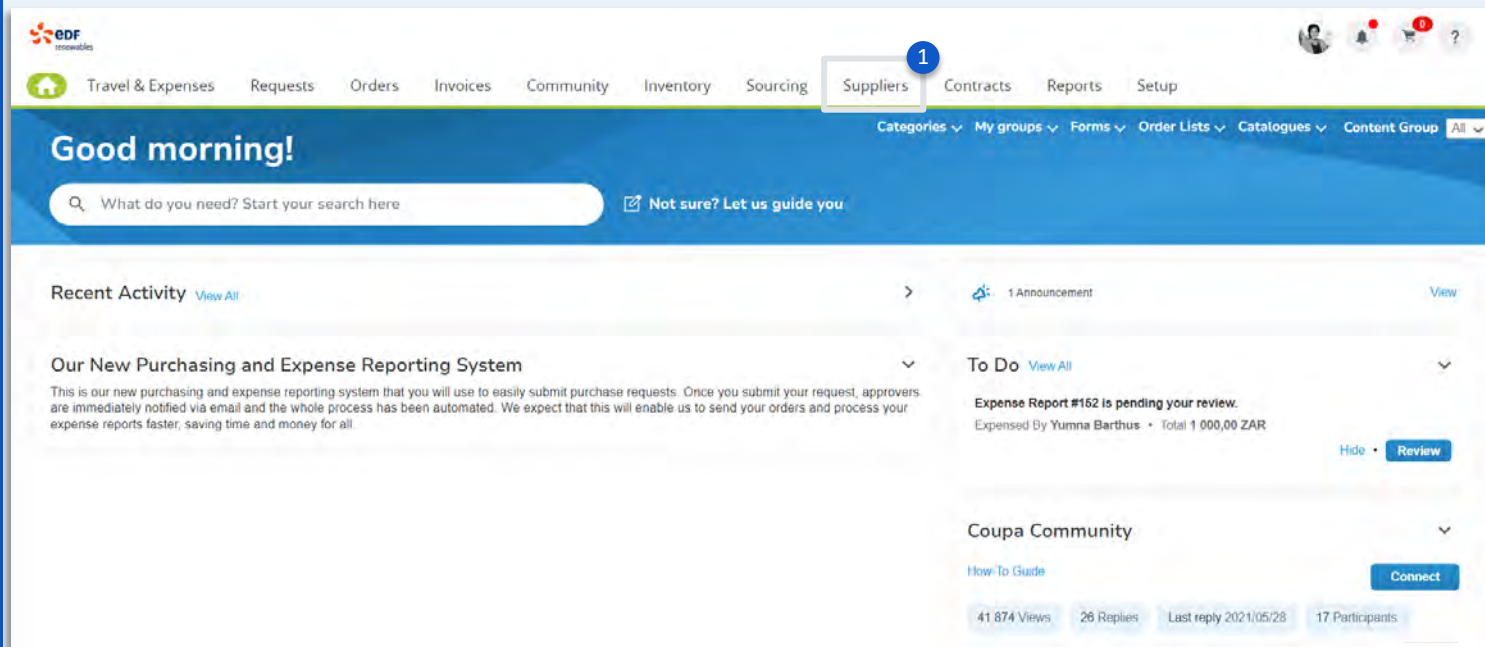 eDF
renewables
0
?
1
Travel & Expenses Requests Orders Invoices Community Inventory Sourcing Suppliers Contracts Reports Setup
Categories My groups Forms Order Lists Catalogues Content Group All
Good morning!
What do you need? Start your search here
Not sure? Let us guide you
Recent Activity View All
1 Announcement View
Our New Purchasing and Expense Reporting System
This is our new purchasing and expense reporting system that you will use to easily submit purchase requests. Once you submit your request, approvers
are immediately notified via email and the whole process has been automated. We expect that this will enable us to send your orders and process your
expense reports faster, saving time and money for all.
To Do View All
Expense Report #152 is pending your review.
Expensed By Yumna Barthus • Total 1 000,00 ZAR
Hide • Review
Coupa Community
How-To Guide
Connect
41 874 Views 26 Replies Last reply 2021/05/28 17 Participants